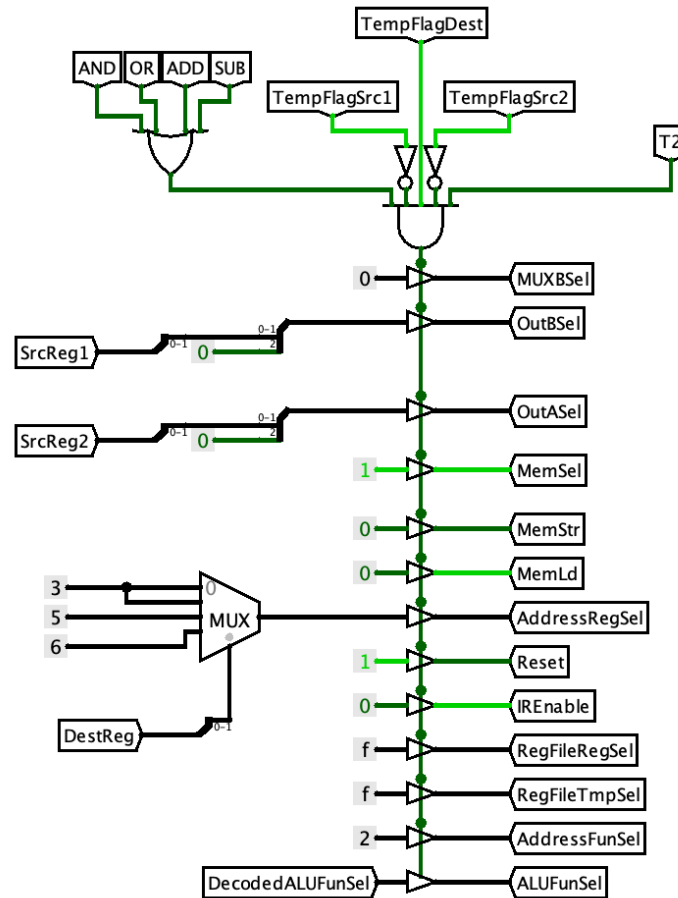 TempFlagDest
AND OR ADD SUB
TempFlagSrc1 TempFlagSrc2
T2
0 MUXBSel
0-1
SrcReg1 0-1 0 2 OutBSel
0-1
SrcReg2 0-1 0 2 OutASel
1 MemSel
0 MemStr
0 MemLd
3 0
5 MUX AddressRegSel
6
1 Reset
DestReg 0-1 0 IREnable
f RegFileRegSel
f RegFileTmpSel
2 AddressFunSel
DecodedALUFunSel ALUFunSel